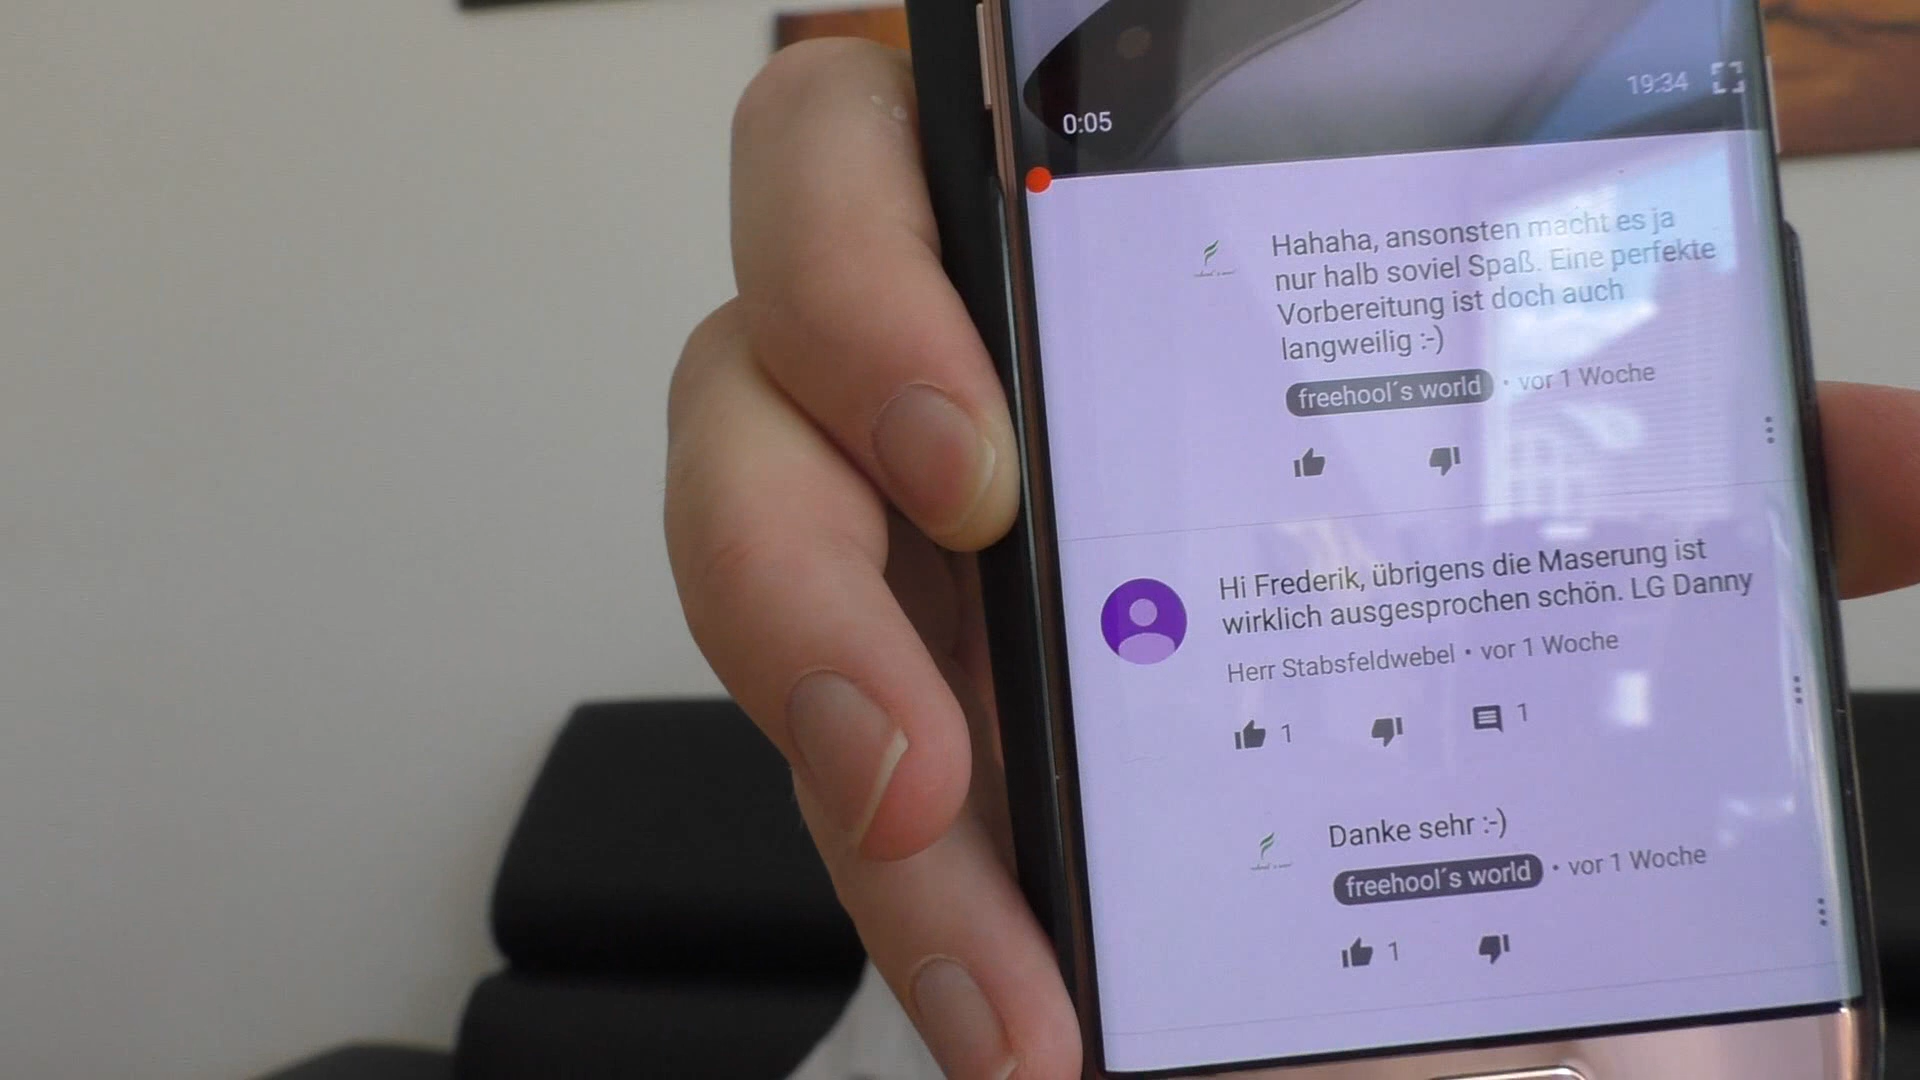 19:34
0:05
Hahaha, ansonsten macht es ja
nur halb soviel Spaß. Eine perfekte
Vorbereitung ist doch auch
langweilig :-)
freehool´s world • vor 1 Woche
Hi Frederik, übrigens die Maserung ist
wirklich ausgesprochen schön. LG Danny
Herr Stabsfeldwebel • vor 1 Woche
1 1
Danke sehr :-)
freehool´s world • vor 1 Woche
1